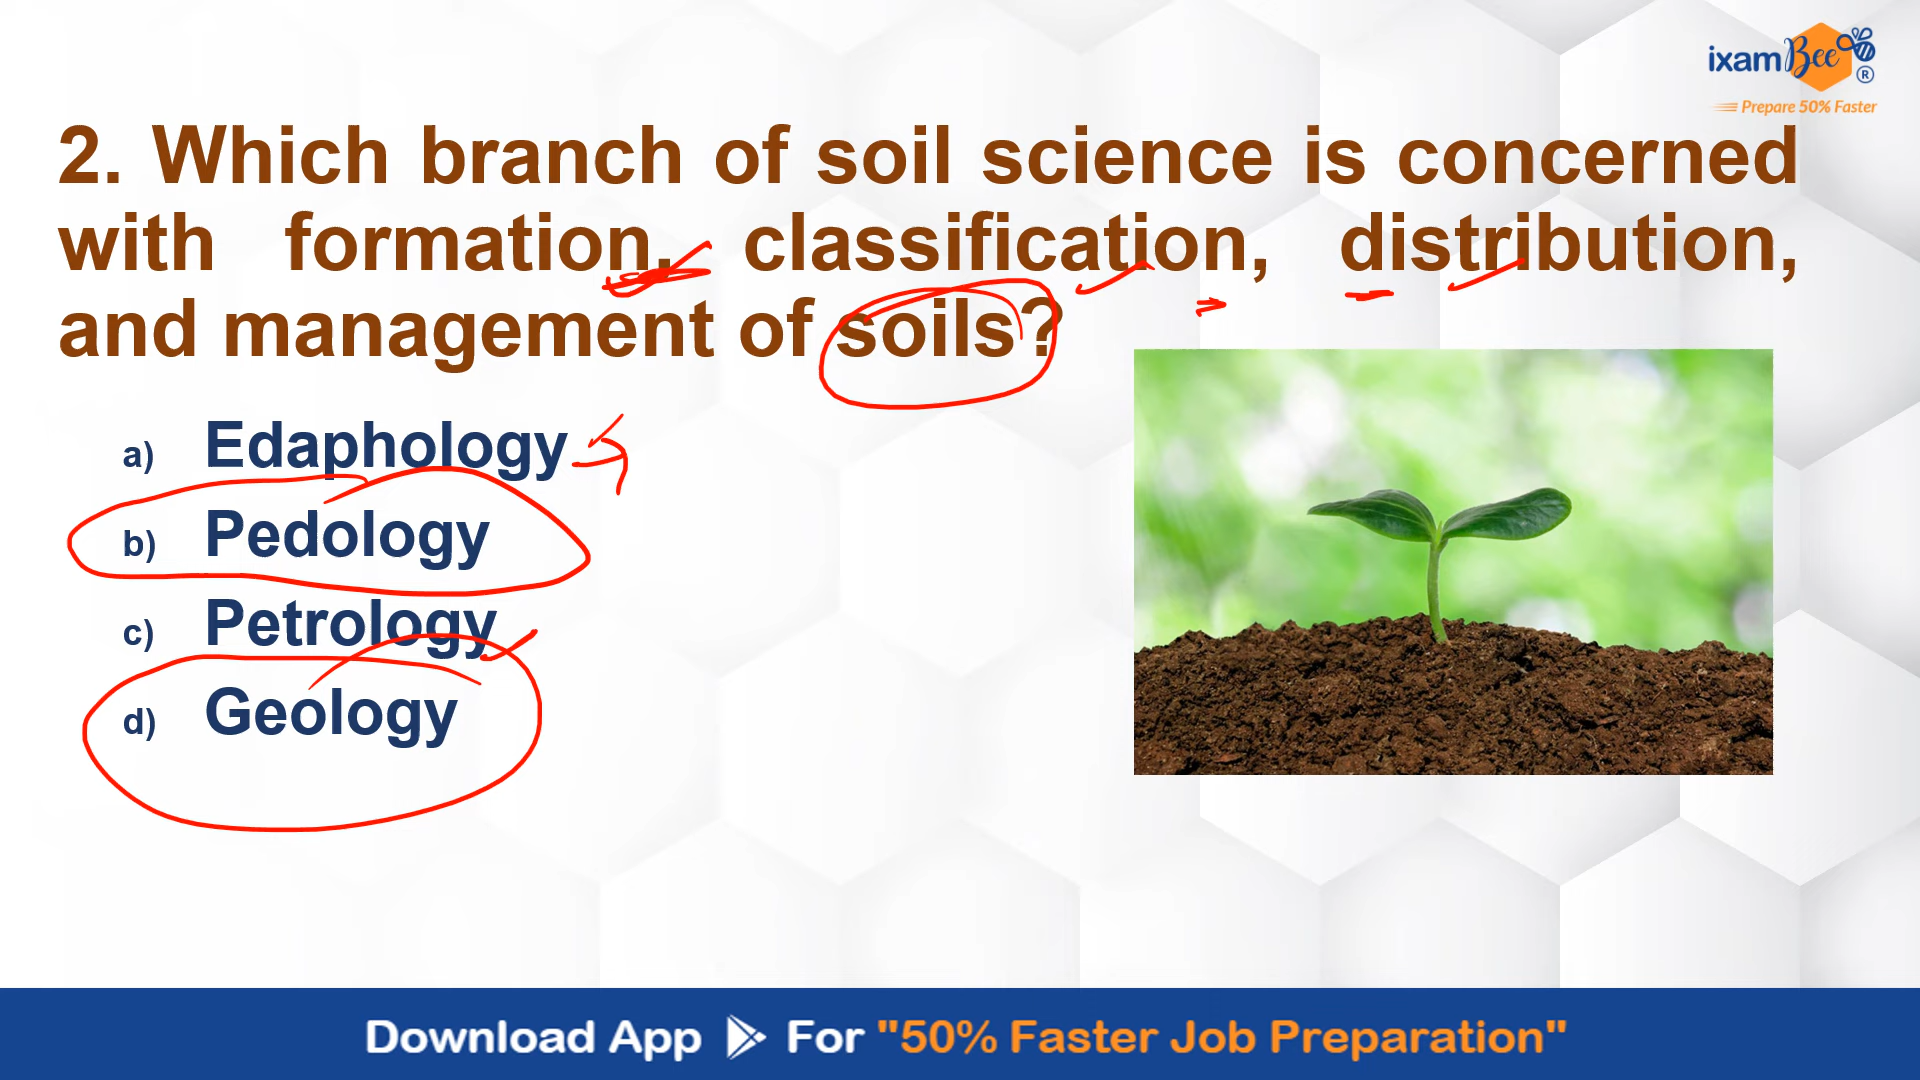 ixamBee®
Prepare 50% Faster
2. Which branch of soil science is concerned
with formation, classification, distribution,
and management of soils?
a) Edaphology
b) Pedology
c) Petrology
d) Geology
Download App For "50% Faster Job Preparation"